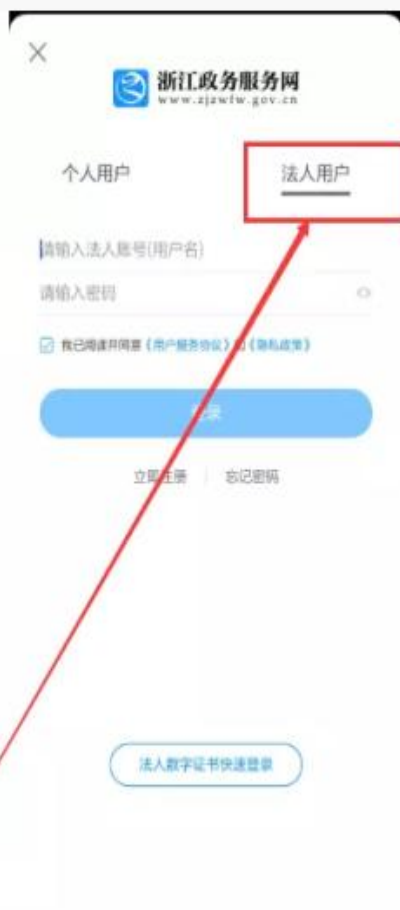 浙江政务服务网
www.zjzwfw.gov.cn
个人用户 法人用户
请输入法人账号(用户名)
请输入密码
我已阅读并同意《用户服务协议》和《隐私政策》
登录
立即注册 忘记密码
法人数字证书快速登录